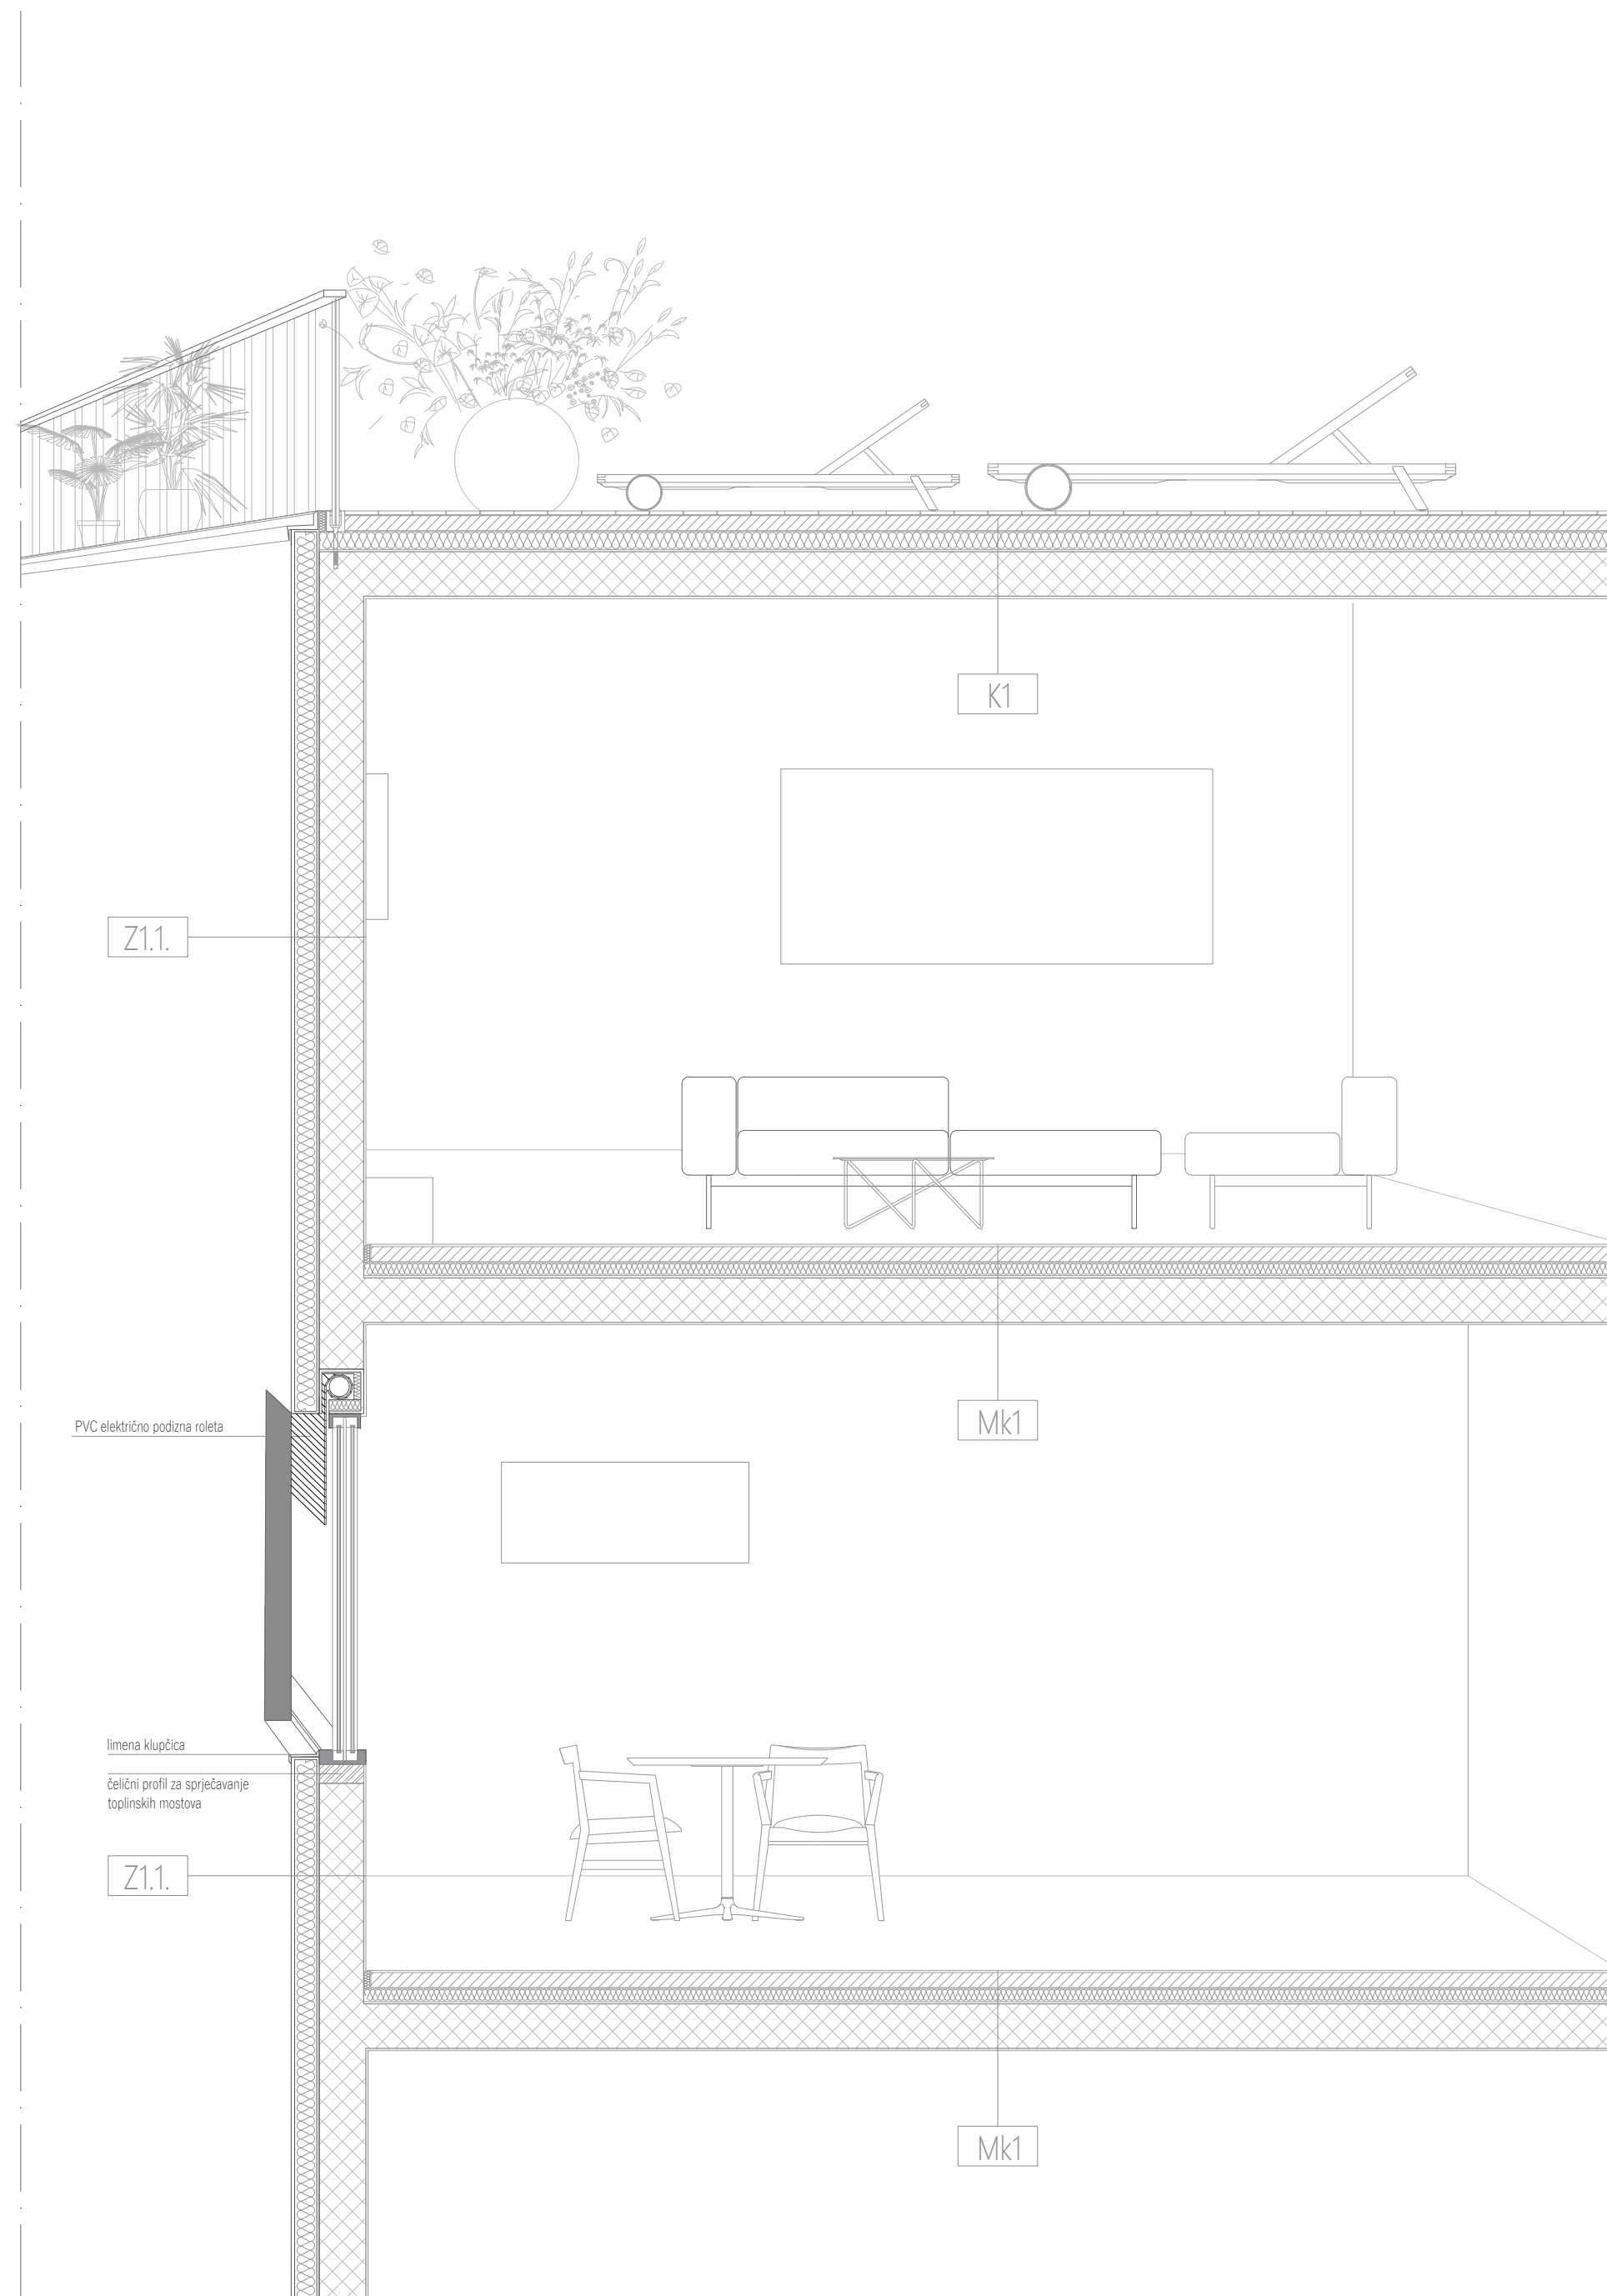 K1
Z1.1.
Mk1
PVC električno podizna roleta
limena klupčica
čelični profil za sprječavanje
toplinskih mostova
Z1.1.
Mk1